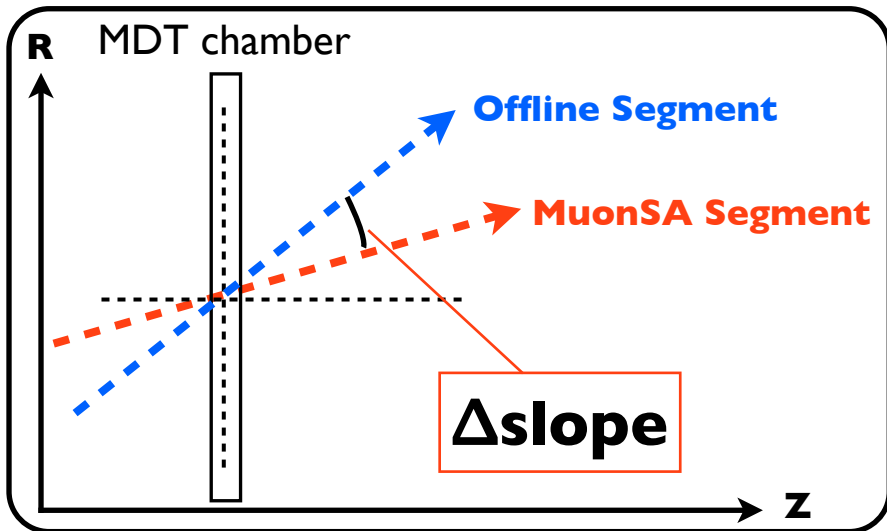 MDT chamber
R
Offline Segment
MuonSA Segment
Δslope
z